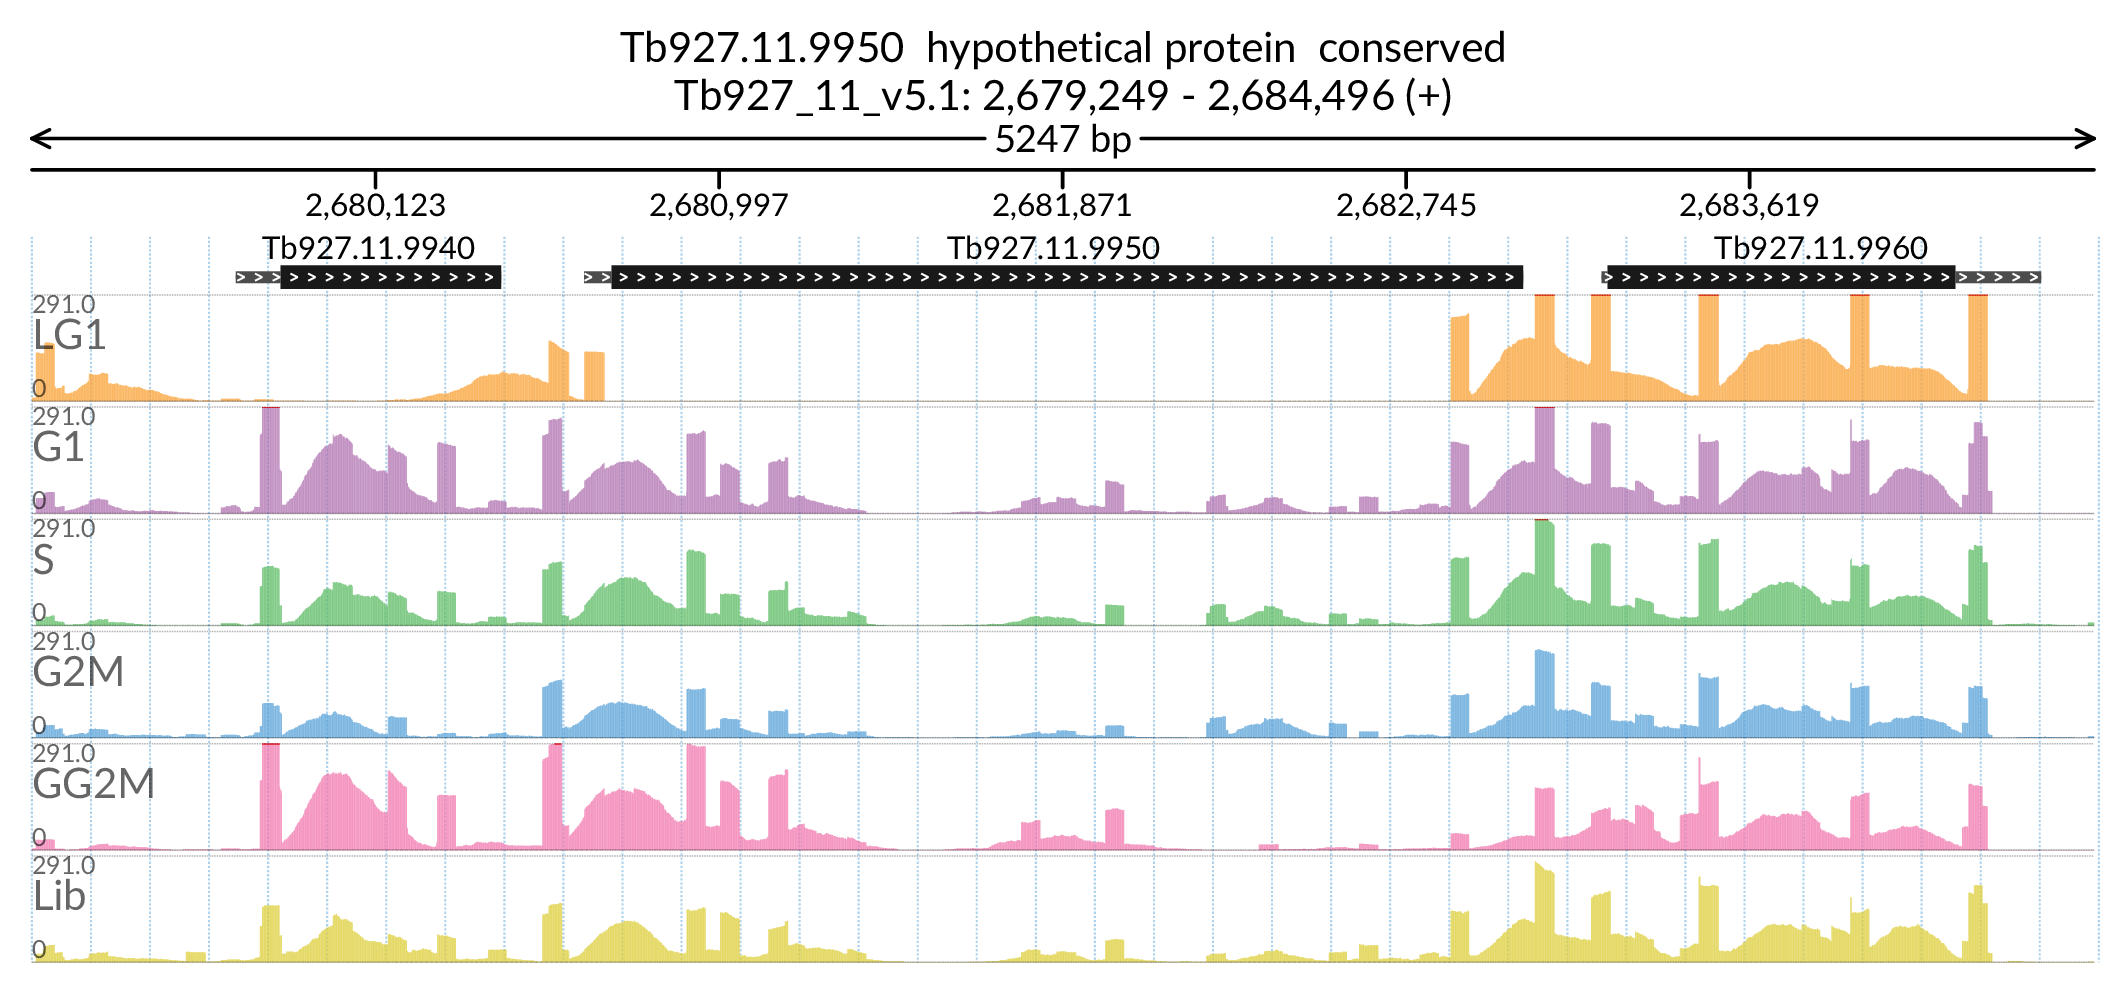 Tb927.11.9950 hypothetical protein conserved
Tb927_11_v5.1: 2,679,249 - 2,684,496 (+)
5247 bp
2,680,123 2,680,997 2,681,871 2,682,745 2,683,619
Tb927.11.9940 Tb927.11.9950 Tb927.11.9960
291.0
LG1
0
291.0
G1
0
291.0
S
0
291.0
G2M
0
291.0
GG2M
0
291.0
Lib
0